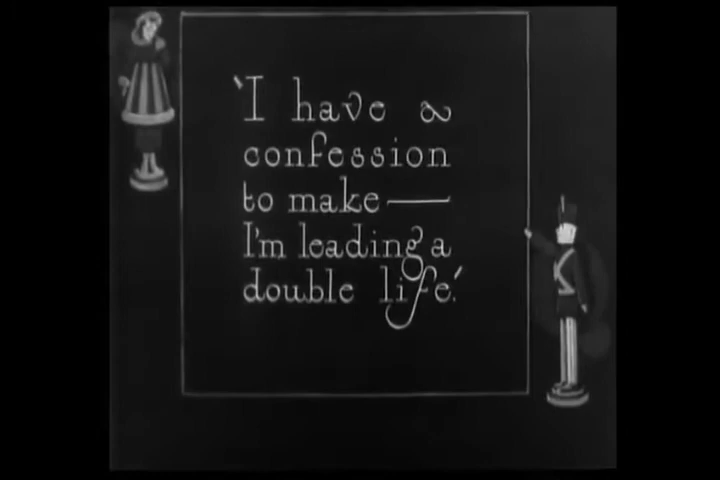 'I have a
confession
to make—
I'm leading a
double life.'